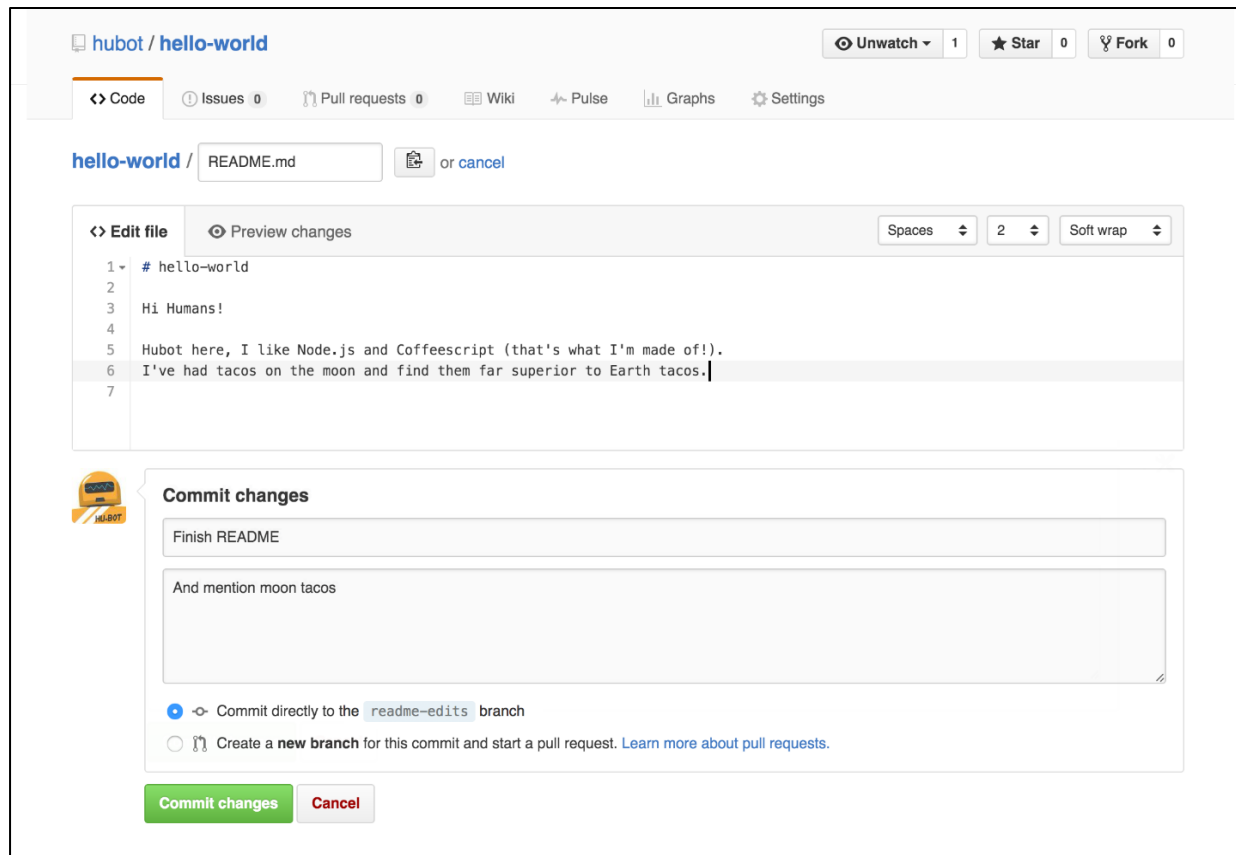 hubot / hello-world
Unwatch 1 Star 0 Fork 0
Code Issues 0 Pull requests 0 Wiki Pulse Graphs Settings
hello-world / README.md or cancel
Edit file Preview changes Spaces 2 Soft wrap
1 # hello-world
2
3 Hi Humans!
4
5 Hubot here, I like Node.js and Coffeescript (that's what I'm made of!).
6 I've had tacos on the moon and find them far superior to Earth tacos.
7
HU-BOT
Commit changes
Finish README
And mention moon tacos
Commit directly to the readme-edits branch
Create a new branch for this commit and start a pull request. Learn more about pull requests.
Commit changes Cancel